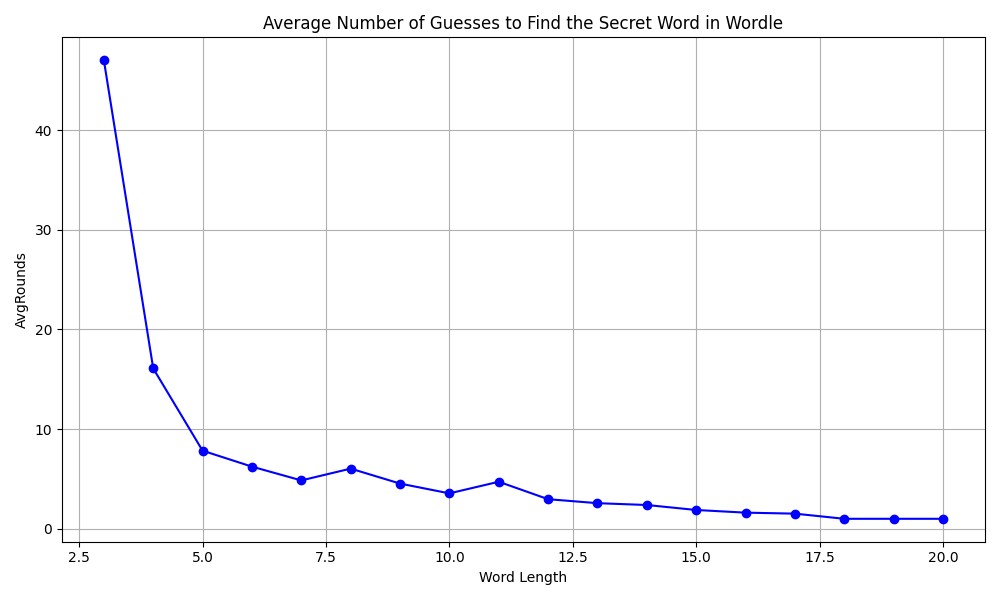 Average Number of Guesses to Find the Secret Word in Wordle
AvgRounds
40
30
20
10
0
2.5 5.0 7.5 10.0 12.5 15.0 17.5 20.0
Word Length